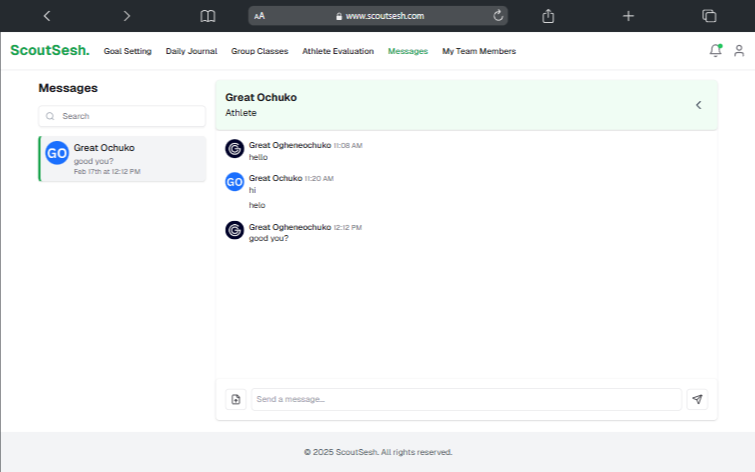 AA www.scoutsesh.com
ScoutSesh. Goal Setting Daily Journal Group Classes Athlete Evaluation Messages My Team Members
Messages
Search
GO Great Ochuko
good you?
Feb 17th at 12:12 PM
Great Ochuko
Athlete
G Great Ogheneochuko 11:08 AM
hello
GO Great Ochuko 11:20 AM
hi
helo
G Great Ogheneochuko 12:12 PM
good you?
Send a message...
© 2025 ScoutSesh. All rights reserved.